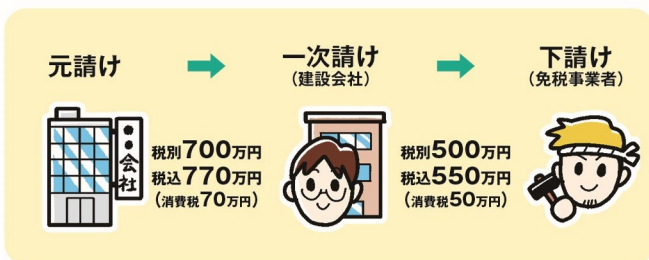 元請け
一次請け
（建設会社）
下請け
（免税事業者）
●●会社
税別700万円
税込770万円
（消費税70万円）
税別500万円
税込550万円
（消費税50万円）